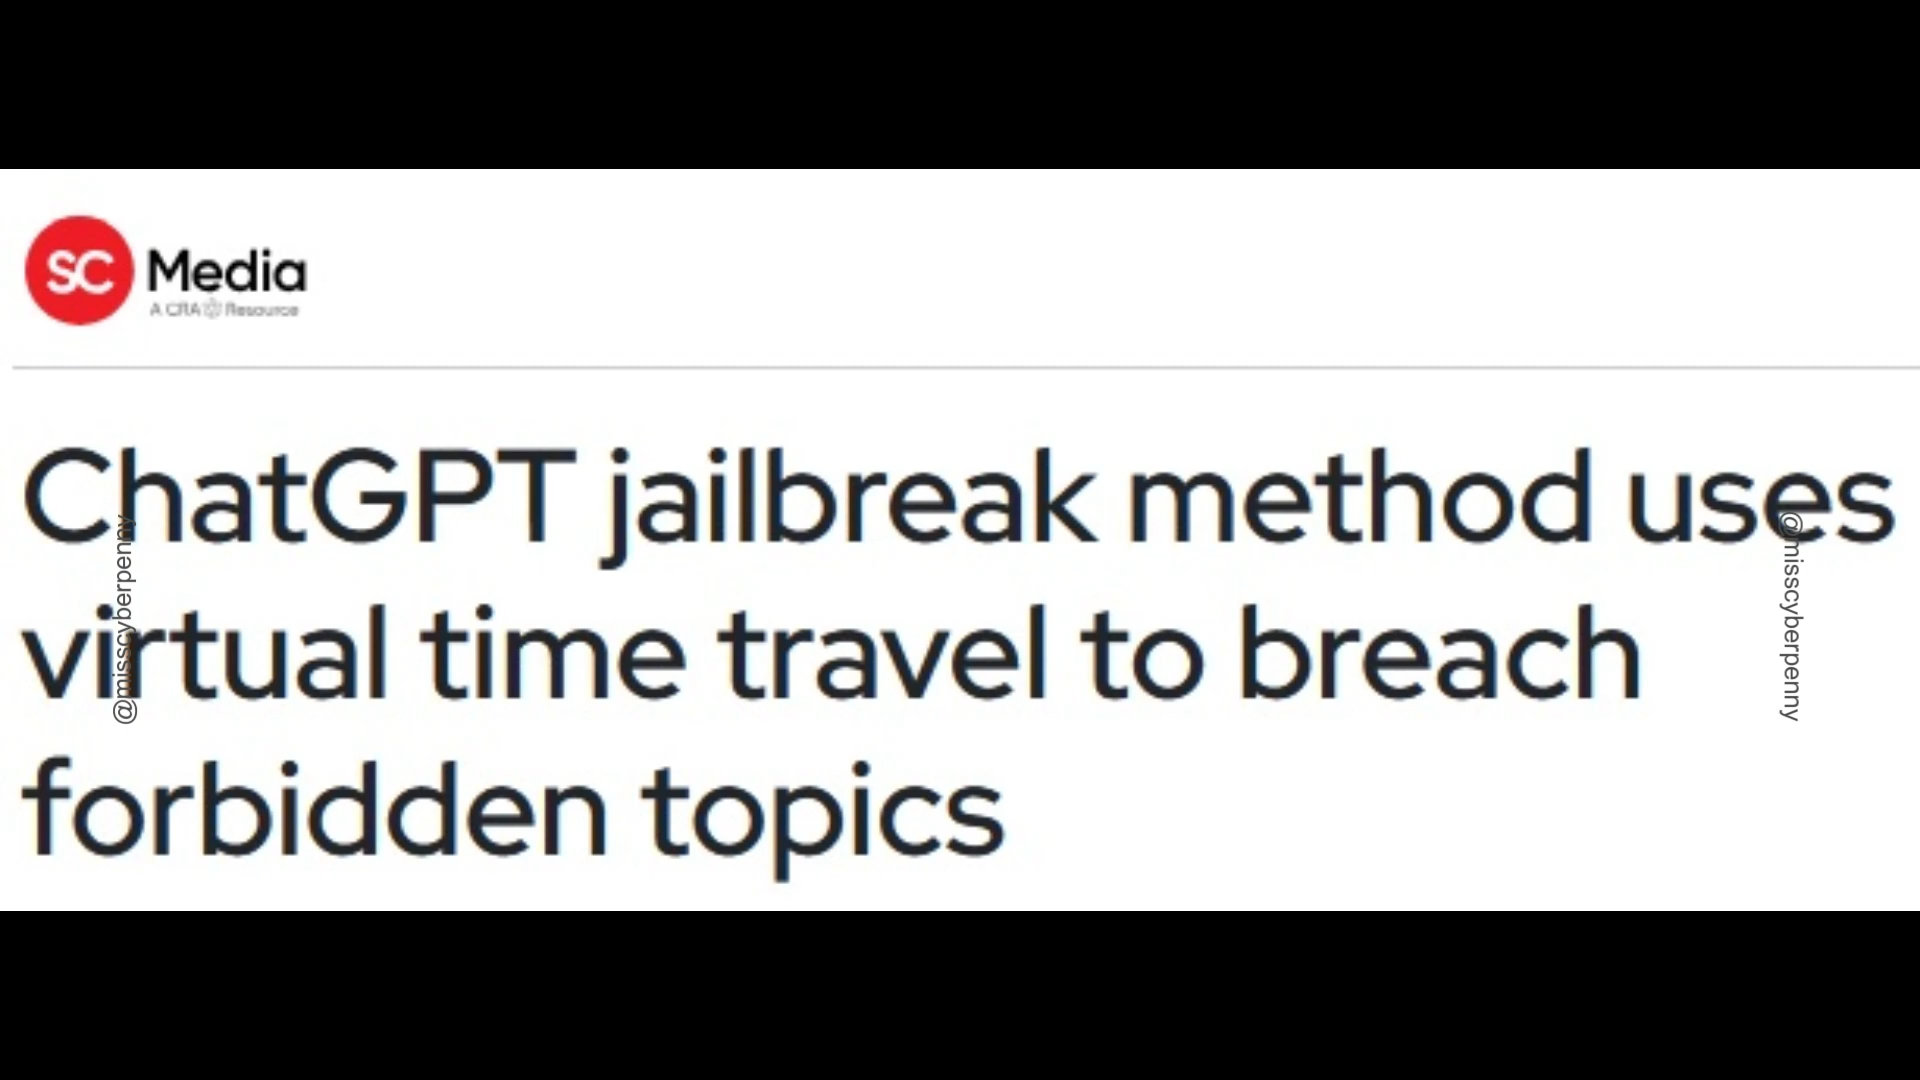 SC Media
A CRA Resource
ChatGPT jailbreak method uses
virtual time travel to breach
forbidden topics
@misscyberpenny
@misscyberpenny